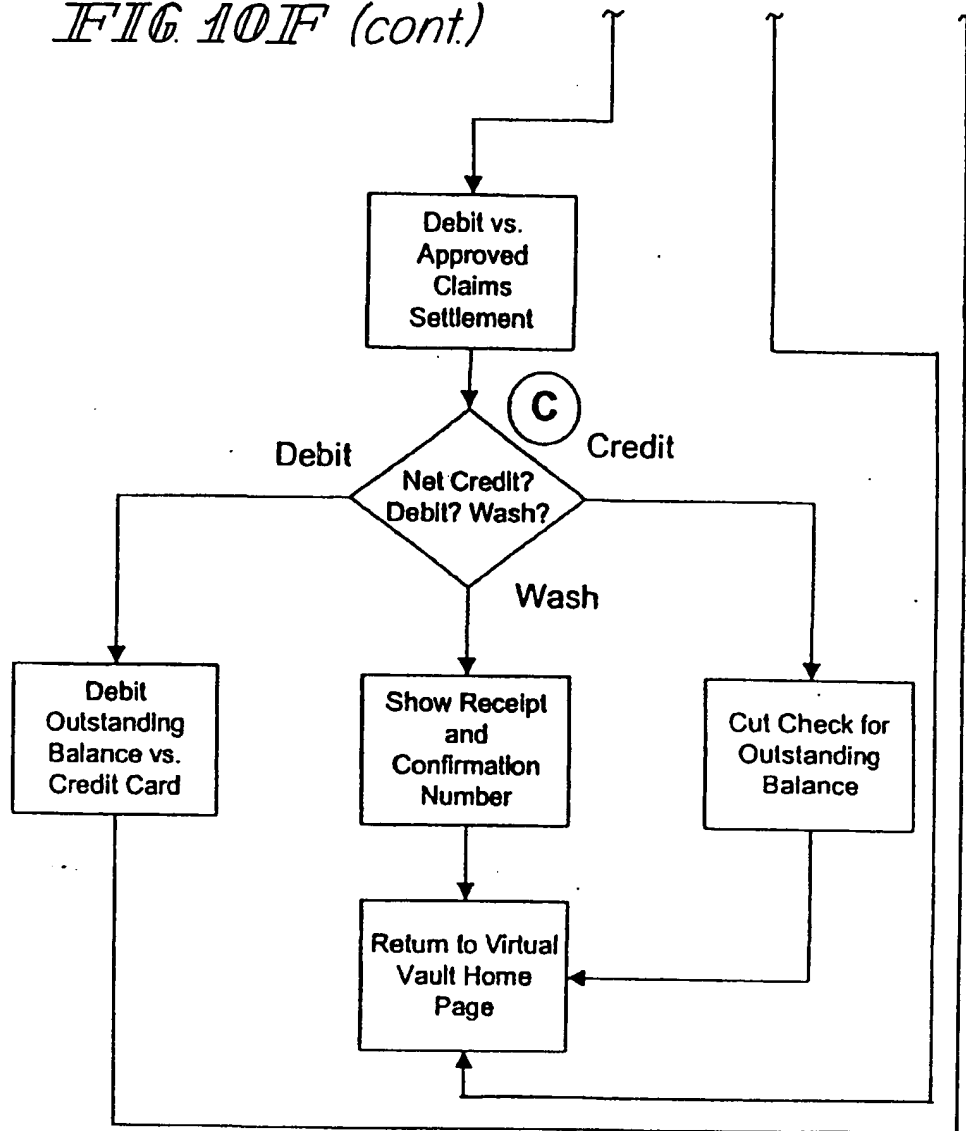 FIG. 10F (cont.)
Debit vs.
Approved
Claims
Settlement
C
Debit
Credit
Net Credit?
Debit? Wash?
Wash
Debit
Outstanding
Balance vs.
Credit Card
Show Receipt
and
Confirmation
Number
Cut Check for
Outstanding
Balance
Return to Virtual
Vault Home
Page